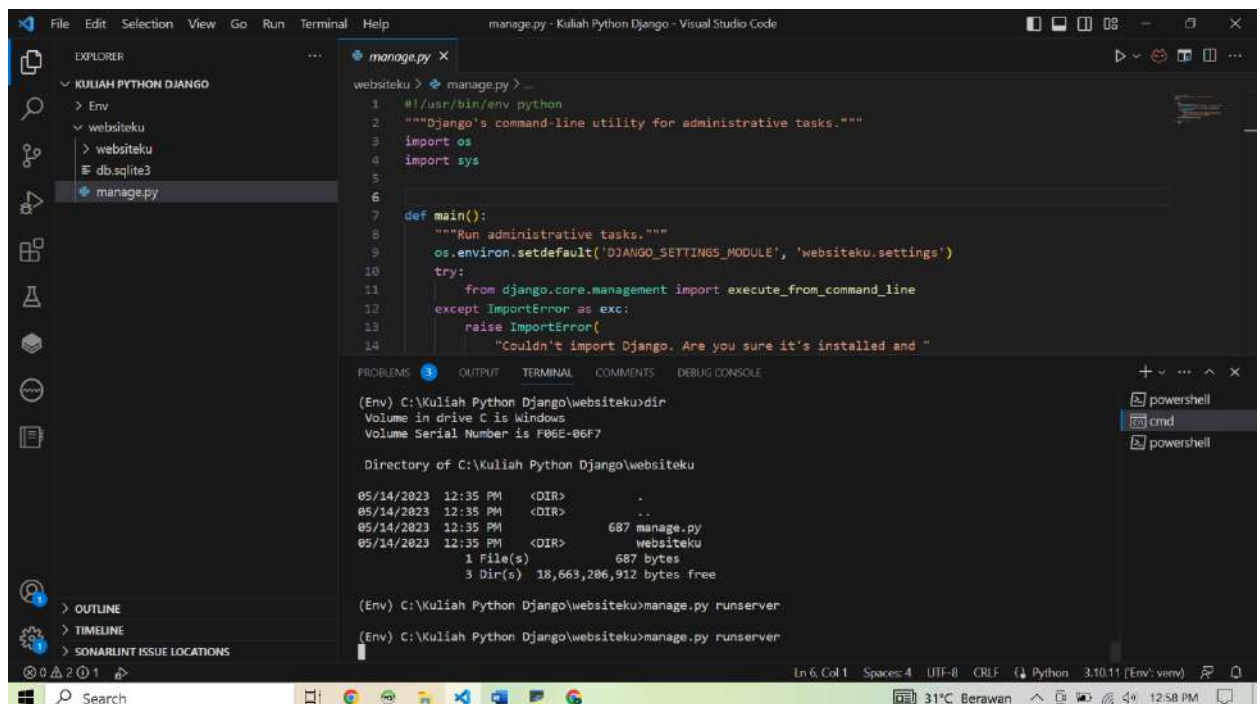 File Edit Selection View Go Run Terminal Help manage.py - Kuliah Python Django - Visual Studio Code
EXPLORER
KULIAH PYTHON DJANGO
> Env
websiteku
> websiteku
db.sqlite3
manage.py
> OUTLINE
> TIMELINE
> SONARLINT ISSUE LOCATIONS
manage.py
websiteku > manage.py > ...
1 #!/usr/bin/env python
2 """Django's command-line utility for administrative tasks."""
3 import os
4 import sys
5
6
7 def main():
8 """Run administrative tasks."""
9 os.environ.setdefault('DJANGO_SETTINGS_MODULE', 'websiteku.settings')
10 try:
11 from django.core.management import execute_from_command_line
12 except ImportError as exc:
13 raise ImportError(
14 "Couldn't import Django. Are you sure it's installed and "
PROBLEMS 3 OUTPUT TERMINAL COMMENTS DEBUG CONSOLE
(Env) C:\Kuliah Python Django\websiteku>dir
Volume in drive C is Windows
Volume Serial Number is F06E-06F7
Directory of C:\Kuliah Python Django\websiteku
05/14/2023 12:35 PM <DIR> .
05/14/2023 12:35 PM <DIR> ..
05/14/2023 12:35 PM 687 manage.py
05/14/2023 12:35 PM <DIR> websiteku
1 File(s) 687 bytes
3 Dir(s) 18,663,206,912 bytes free
(Env) C:\Kuliah Python Django\websiteku>manage.py runserver
(Env) C:\Kuliah Python Django\websiteku>manage.py runserver
powershell
cmd
powershell
0 2 1 Ln 6, Col 1 Spaces: 4 UTF-8 CRLF Python 3.10.11 ('Env': venv)
Search 31°C Berawan 12:58 PM